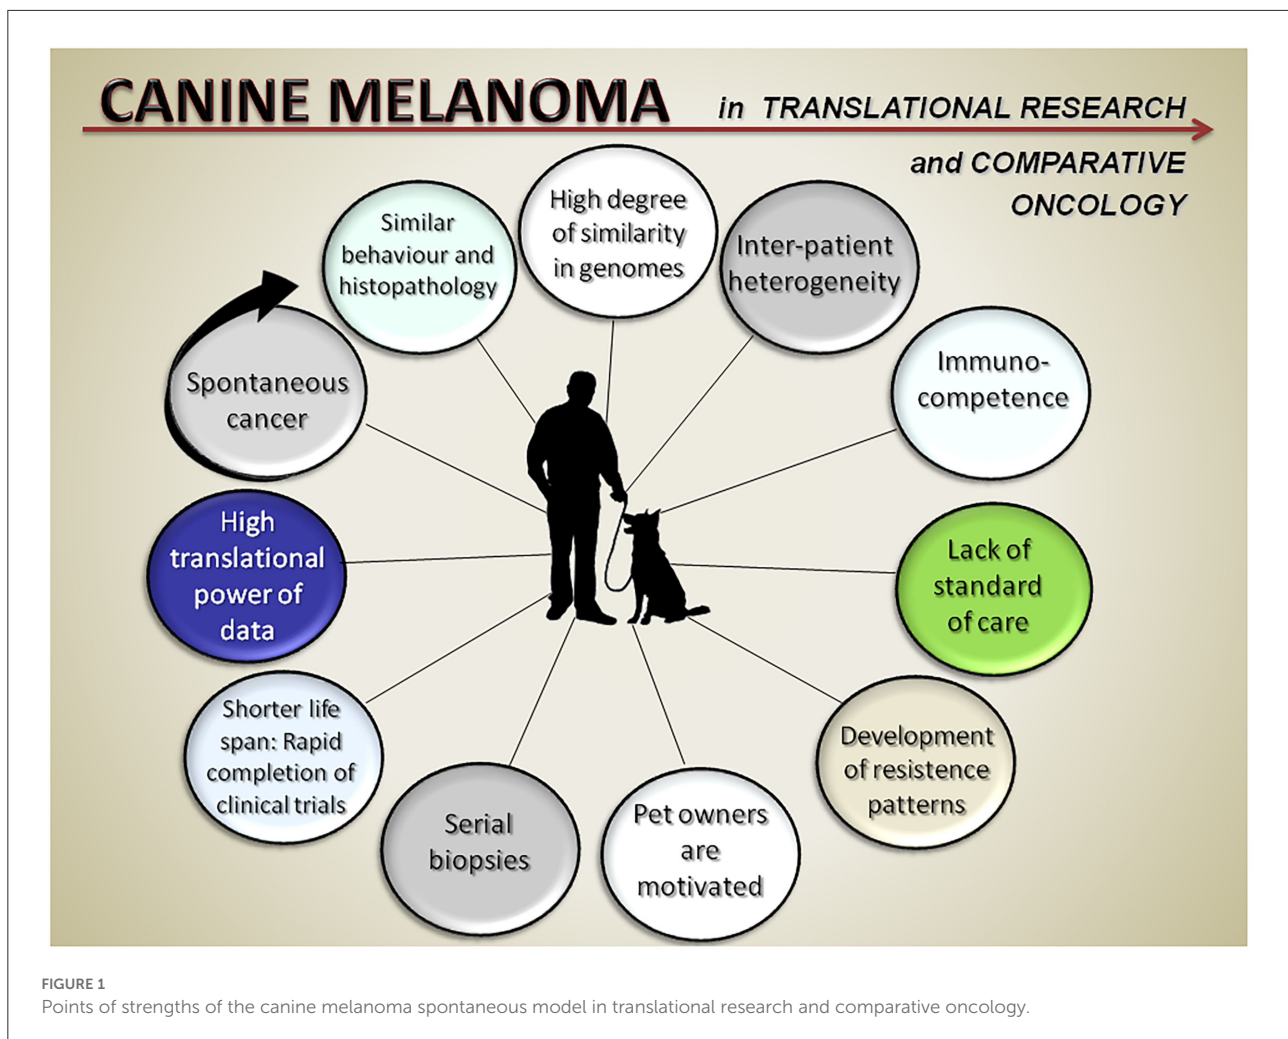 CANINE MELANOMA in TRANSLATIONAL RESEARCH
and COMPARATIVE
ONCOLOGY
Spontaneous
cancer
Similar
behaviour and
histopathology
High degree
of similarity
in genomes
Inter-patient
heterogeneity
Immuno-
competence
Lack of
standard
of care
Development
of resistence
patterns
Pet owners
are
motivated
Serial
biopsies
Shorter life
span: Rapid
completion of
clinical trials
High
translational
power of
data
FIGURE 1
Points of strengths of the canine melanoma spontaneous model in translational research and comparative oncology.